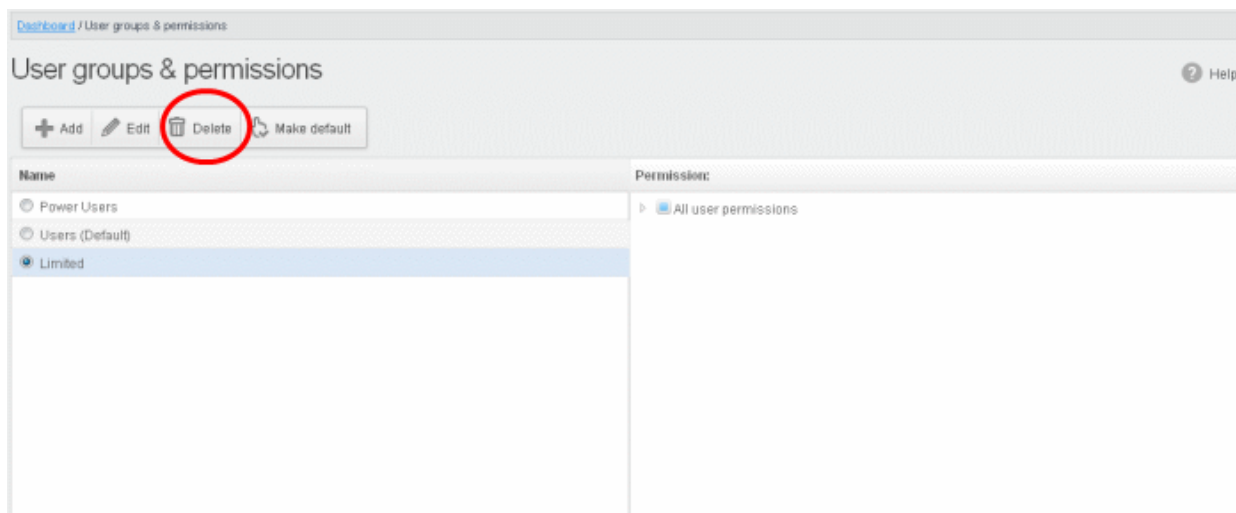 Dashboard / User groups & permissions
User groups & permissions
Help
Add Edit Delete Make default
Name Permission:
Power Users All user permissions
Users (Default)
Limited